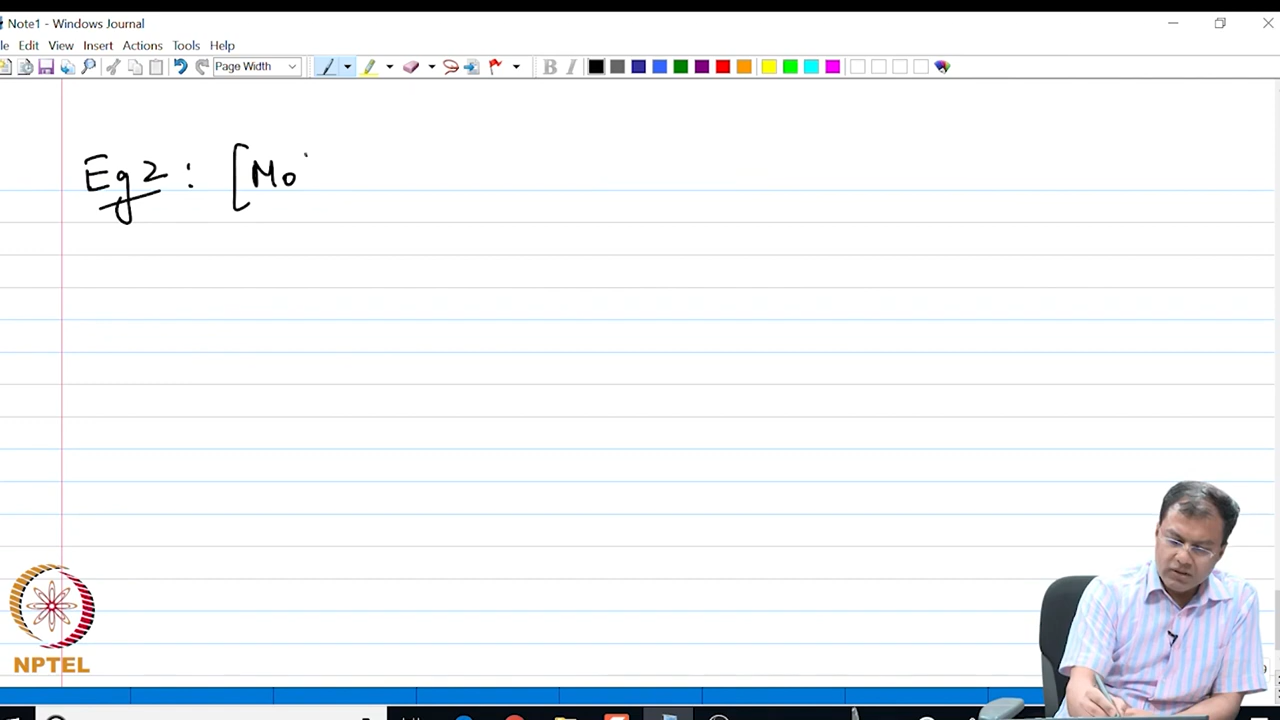 Note1 - Windows Journal
le Edit View Insert Actions Tools Help
Page Width
B I
Eg 2 : [Mo
NPTEL